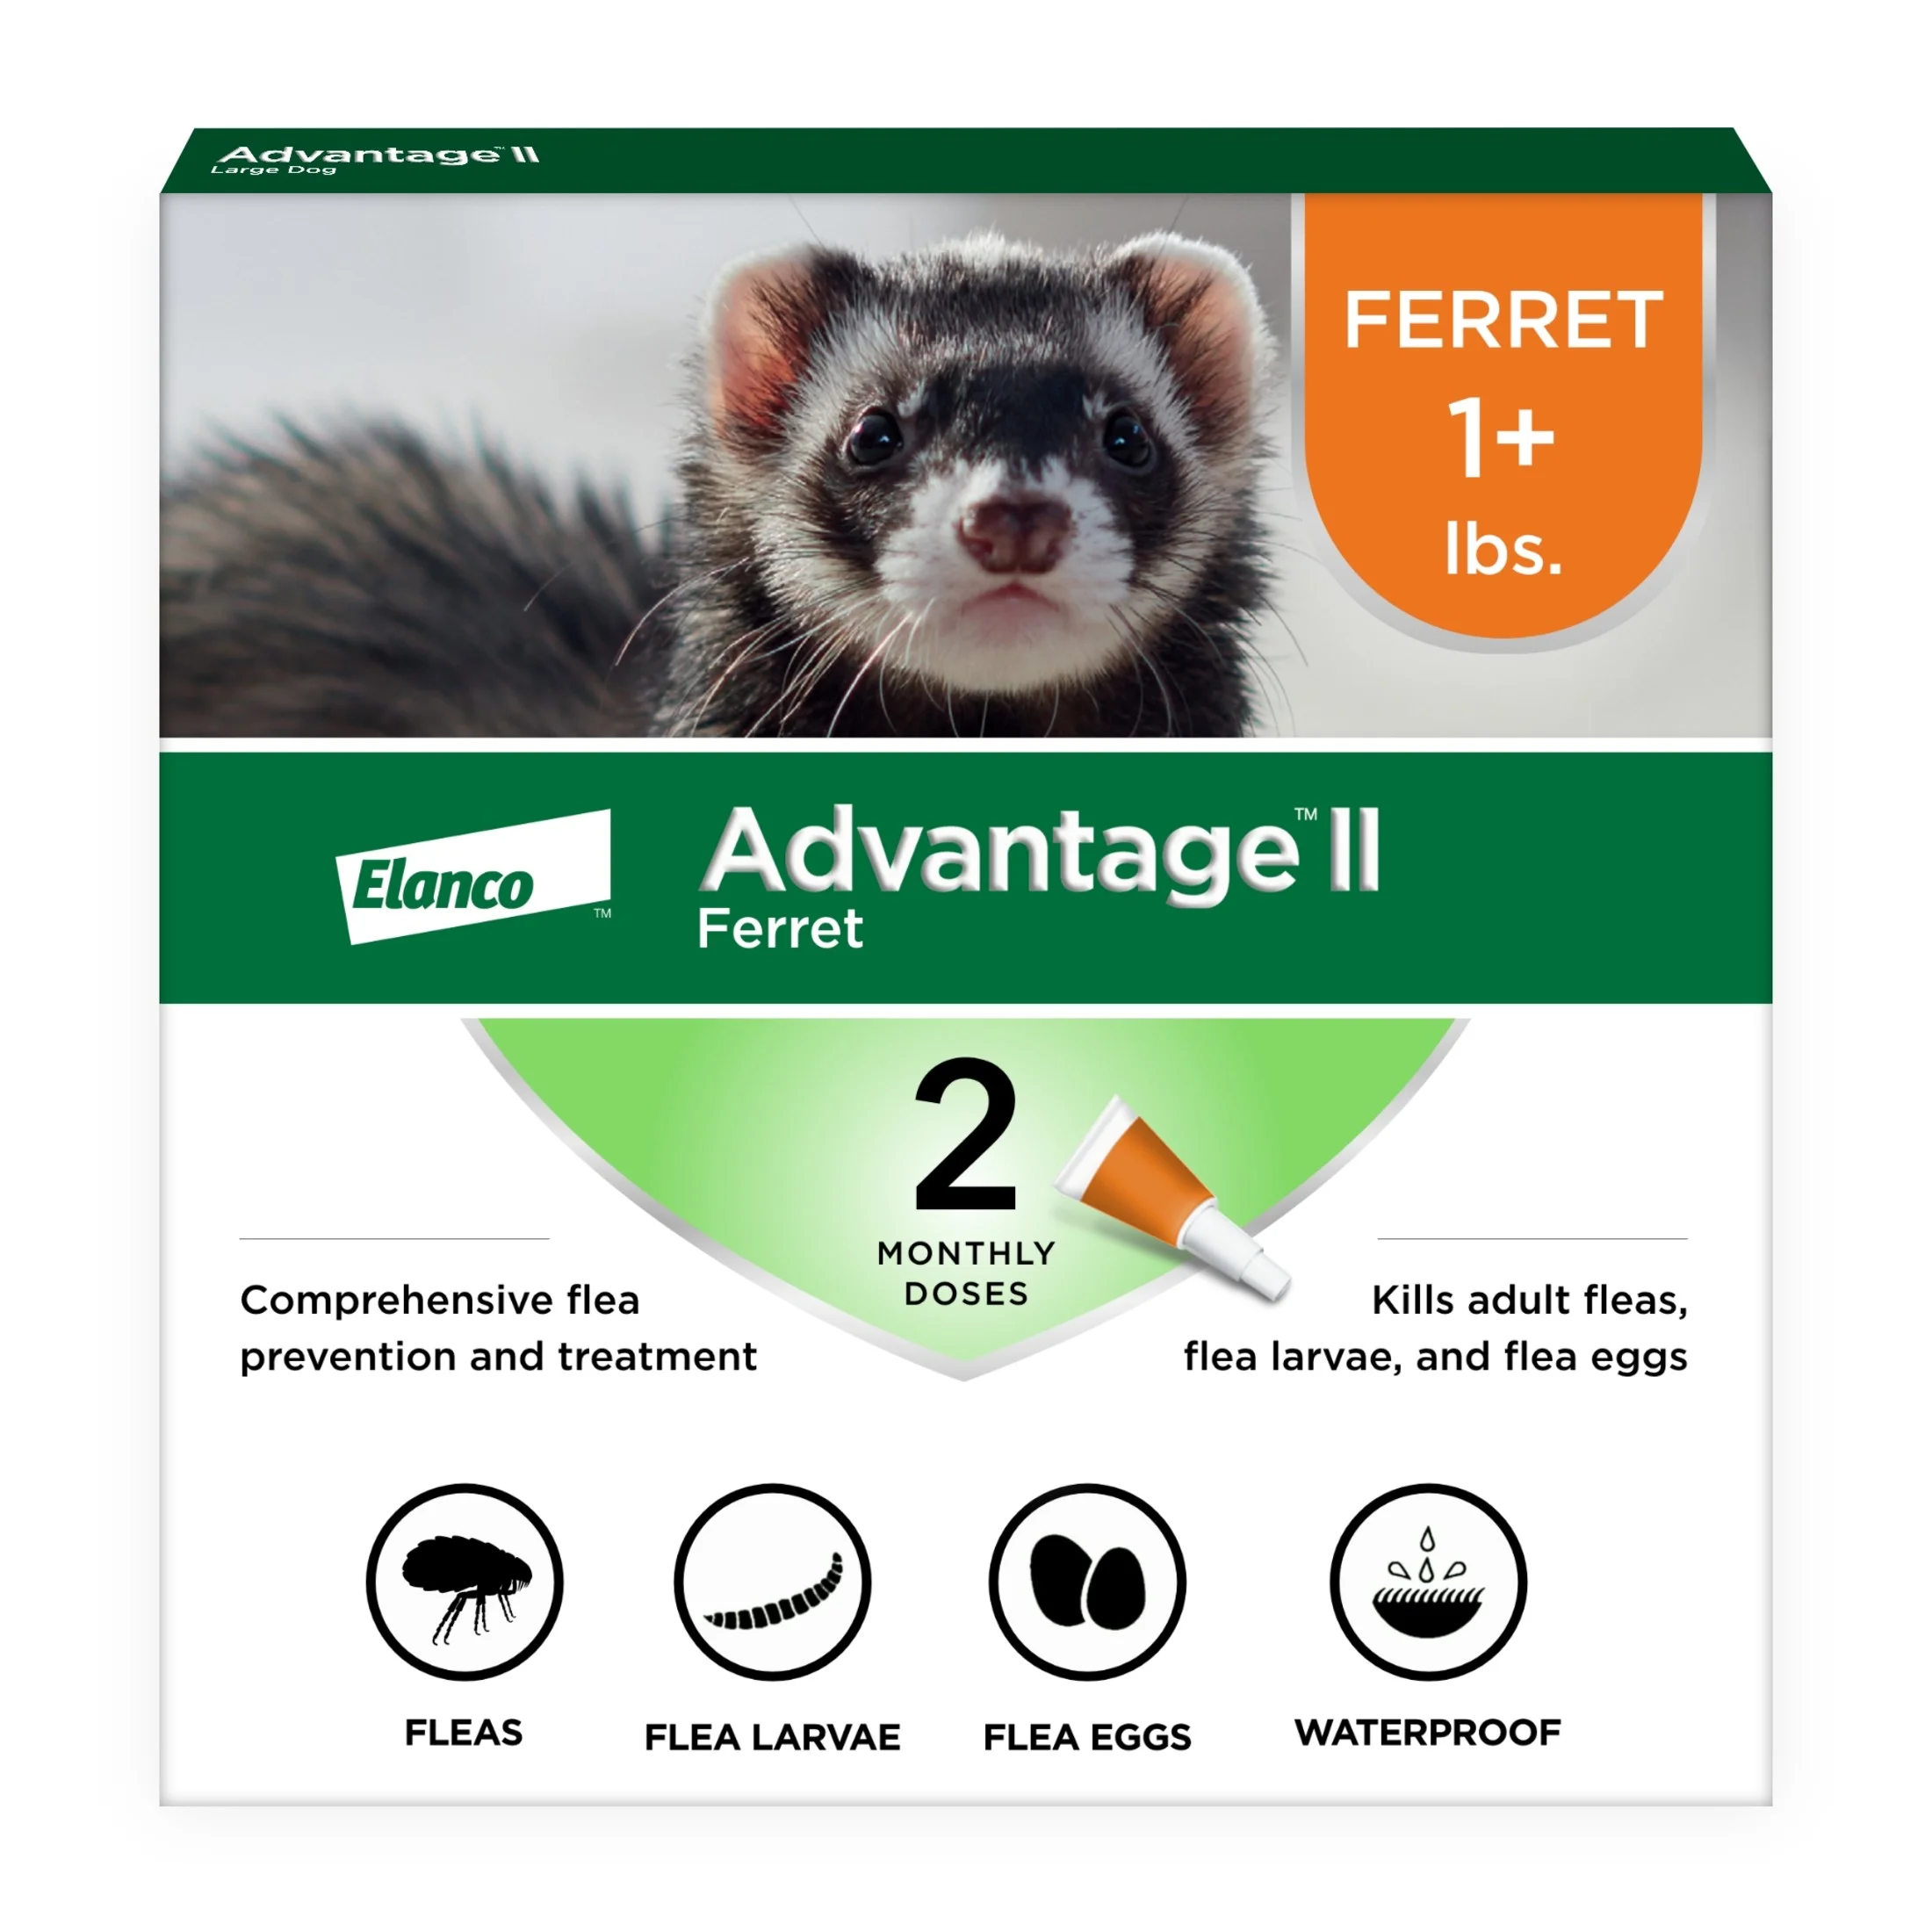 Advantage™ II
Large Dog
FERRET
1+
lbs.
Elanco™
Advantage™ II
Ferret
2
MONTHLY
DOSES
Comprehensive flea
prevention and treatment
Kills adult fleas,
flea larvae, and flea eggs
FLEAS
FLEA LARVAE
FLEA EGGS
WATERPROOF